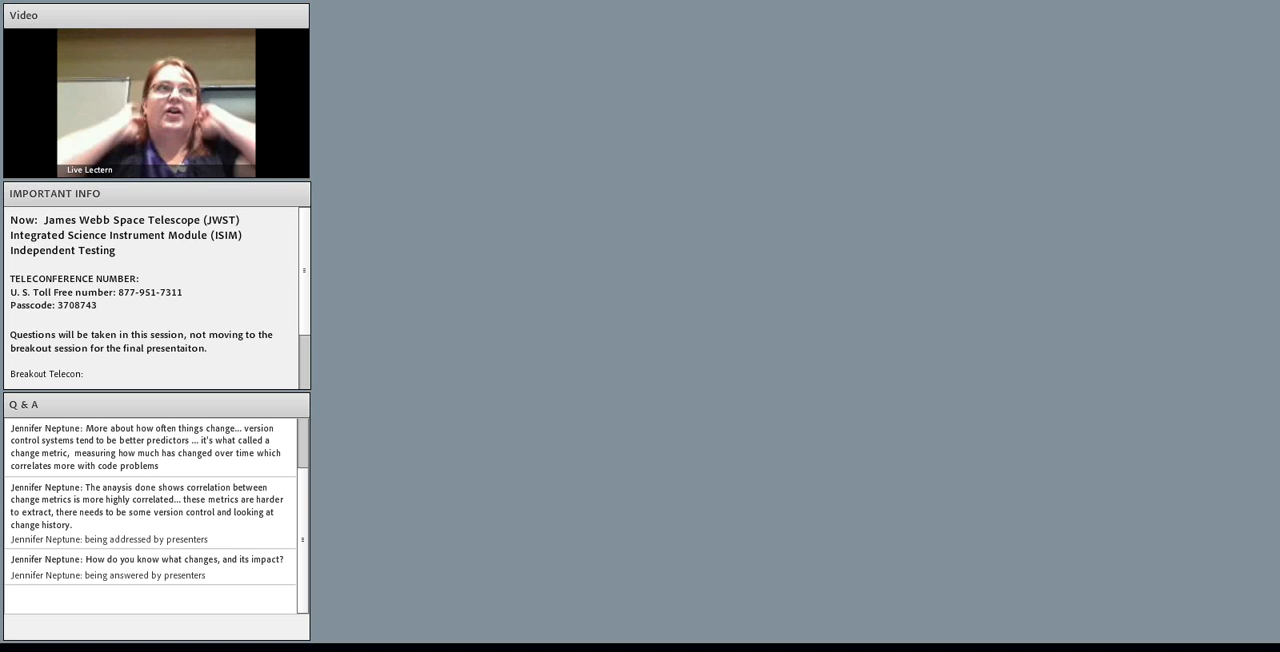 Video
Live Lectern
IMPORTANT INFO
Now:  James Webb Space Telescope (JWST)
Integrated Science Instrument Module (ISIM)
Independent Testing
TELECONFERENCE NUMBER:
U. S. Toll Free number: 877-951-7311
Passcode: 3708743
Questions will be taken in this session, not moving to the
breakout session for the final presentaiton.
Breakout Telecon:
Q & A
Jennifer Neptune: More about how often things change... version
control systems tend to be better predictors ... it's what called a
change metric,  measuring how much has changed over time which
correlates more with code problems
Jennifer Neptune: The anaysis done shows correlation between
change metrics is more highly correlated... these metrics are harder
to extract, there needs to be some version control and looking at
change history.
Jennifer Neptune: being addressed by presenters
Jennifer Neptune: How do you know what changes, and its impact?
Jennifer Neptune: being answered by presenters